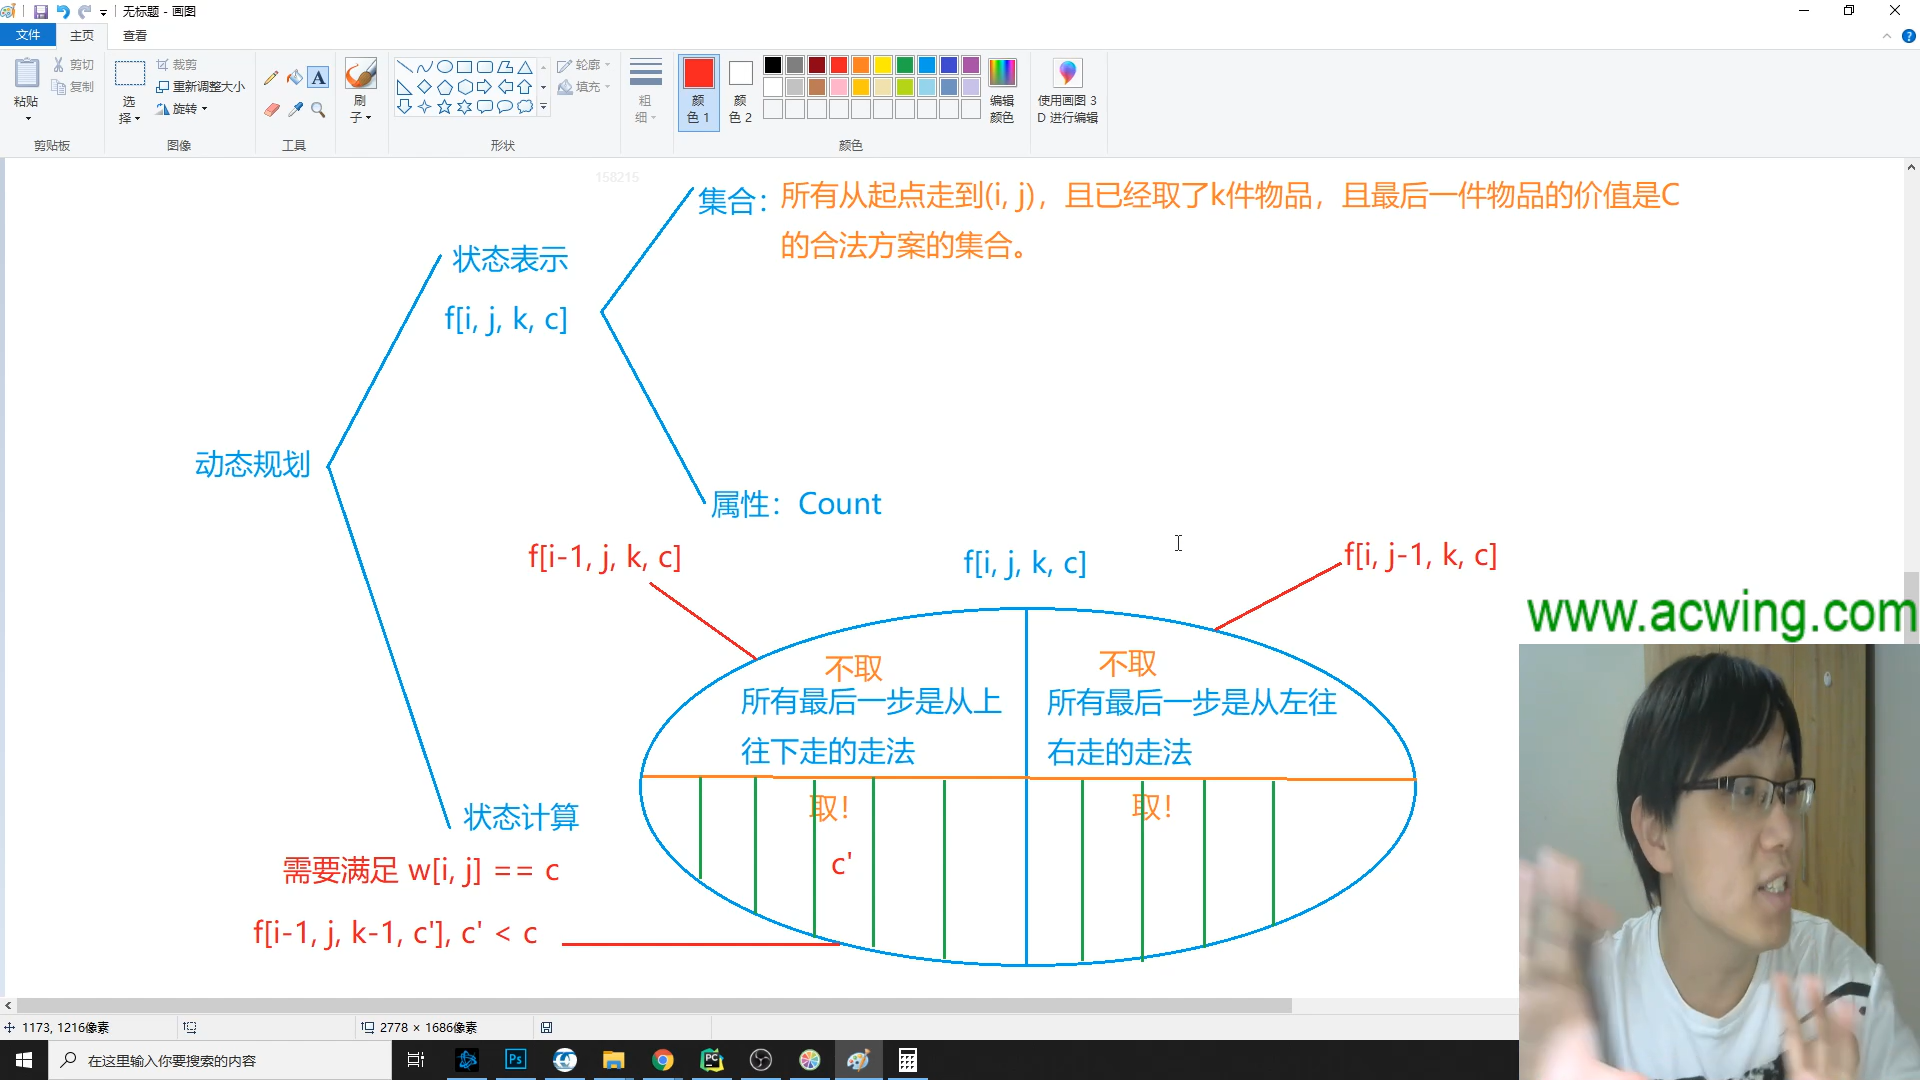 无标题 - 画图
文件
主页
查看
粘贴
剪切
复制
剪贴板
选择
裁剪
重新调整大小
旋转
图像
A
工具
刷子
轮廓
填充
形状
粗细
颜色 1
颜色 2
颜色
编辑颜色
使用画图 3
D 进行编辑
158215
集合：
所有从起点走到(i, j)，且已经取了k件物品，且最后一件物品的价值是C
的合法方案的集合。
状态表示
f[i, j, k, c]
动态规划
属性：Count
f[i-1, j, k, c]
f[i, j, k, c]
f[i, j-1, k, c]
www.acwing.com
不取
不取
所有最后一步是从上
往下走的走法
所有最后一步是从左往
右走的走法
取！
取！
状态计算
c'
需要满足 w[i, j] == c
f[i-1, j, k-1, c'], c' < c
1173, 1216像素
2778 × 1686像素
在这里输入你要搜索的内容
Ps
PC